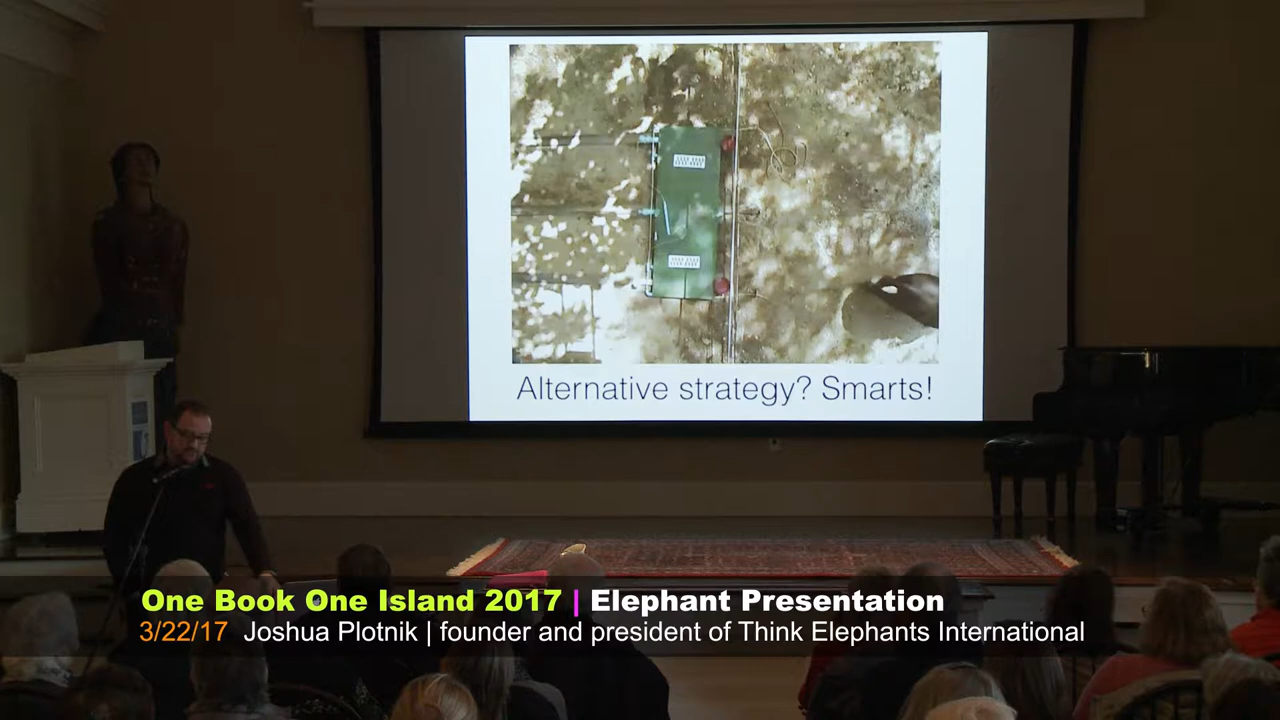 Alternative strategy? Smarts!
One Book One Island 2017 | Elephant Presentation
3/22/17 Joshua Plotnik | founder and president of Think Elephants International